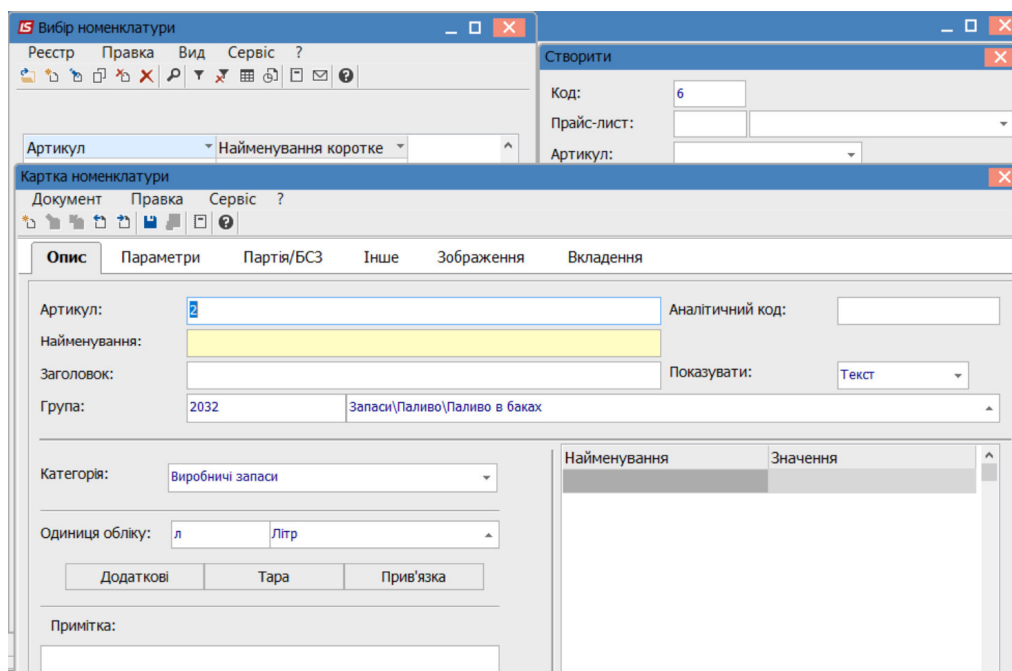 Вибір номенклатури
Реєстр Правка Вид Сервіс ?
Артикул Найменування коротке
Створити
Код: 6
Прайс-лист:
Артикул:
Картка номенклатури
Документ Правка Сервіс ?
Опис Параметри Партія/БСЗ Інше Зображення Вкладення
Артикул: 2 Аналітичний код:
Найменування:
Заголовок: Показувати: Текст
Група: 2032 Запаси\Паливо\Паливо в баках
Категорія: Виробничі запаси
Найменування Значення
Одиниця обліку: л Літр
Додаткові Тара Прив'язка
Примітка: